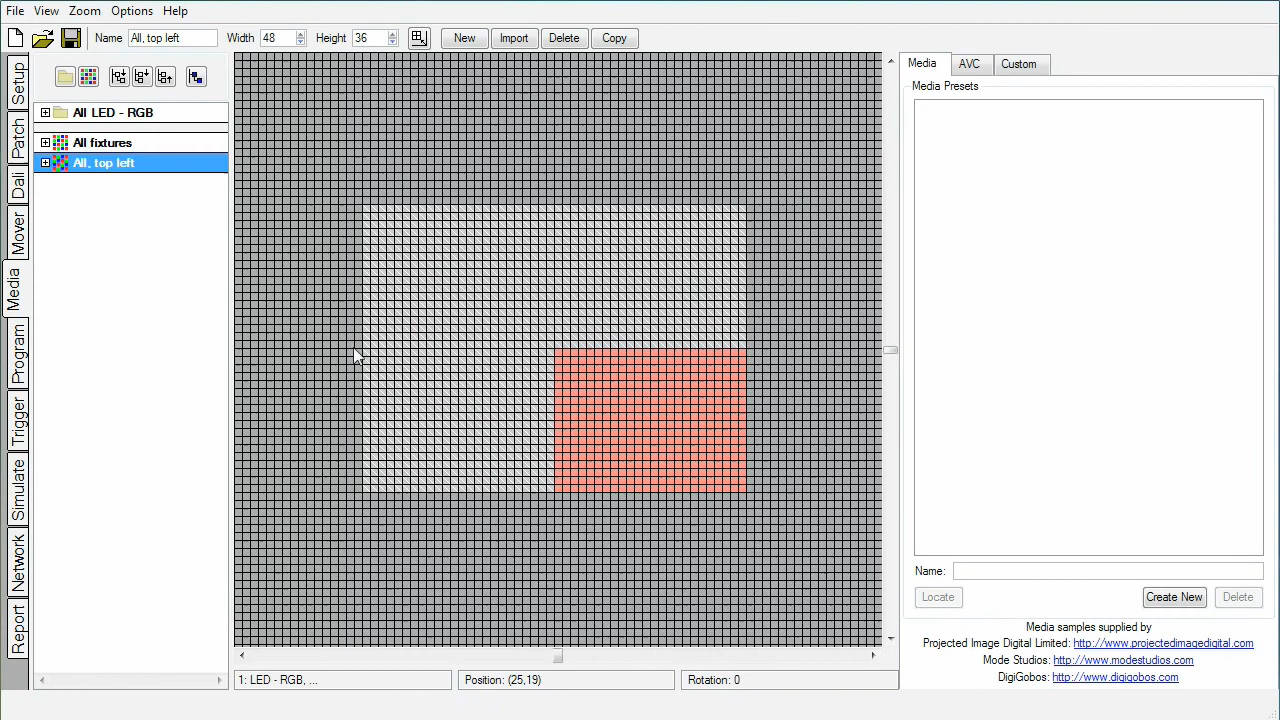 File View Zoom Options Help
Name All, top left Width 48 Height 36 New Import Delete Copy
Setup
Patch
Dali
Mover
Media
Program
Trigger
Simulate
Network
Report
All LED - RGB
All fixtures
All, top left
1: LED - RGB, ... Position: (25,19) Rotation: 0
Media AVC Custom
Media Presets
Name:
Locate Create New Delete
Media samples supplied by
Projected Image Digital Limited: http://www.projectedimagedigital.com
Mode Studios: http://www.modestudios.com
DigiGobos: http://www.digigobos.com